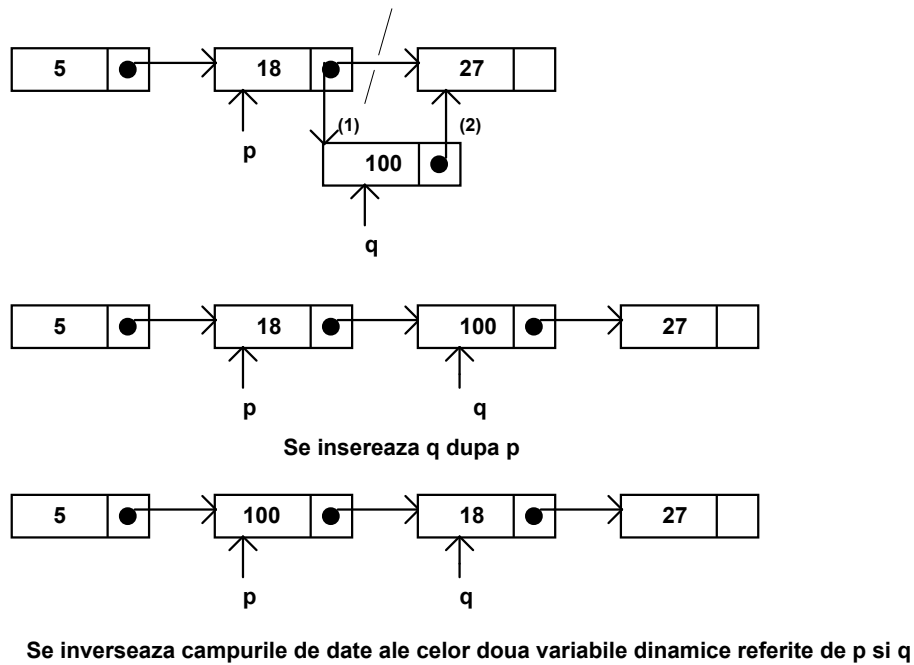 5 18 27
(1) (2)
p 100
q
5 18 100 27
p q
Se insereaza q dupa p
5 100 18 27
p q
Se inverseaza campurile de date ale celor doua variabile dinamice referite de p si q